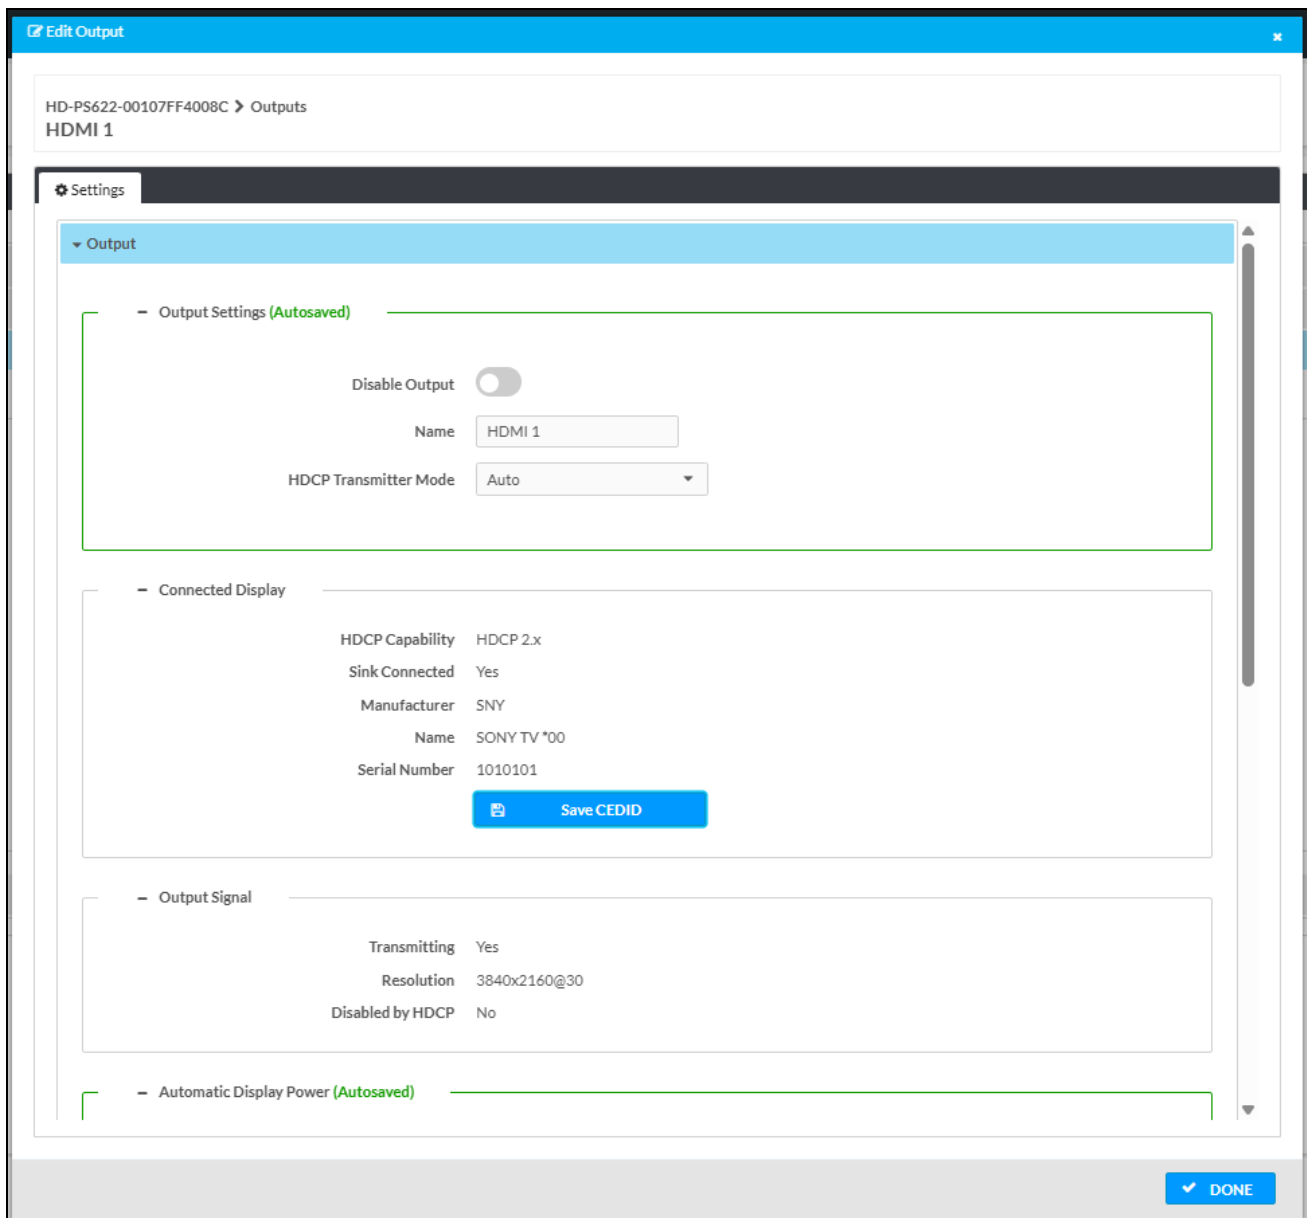 Edit Output
HD-PS622-00107FF4008C > Outputs
HDMI 1
Settings
Output
Output Settings (Autosaved)
Disable Output
Name HDMI 1
HDCP Transmitter Mode Auto
Connected Display
HDCP Capability HDCP 2.x
Sink Connected Yes
Manufacturer SNY
Name SONY TV *00
Serial Number 1010101
Save CEDID
Output Signal
Transmitting Yes
Resolution 3840x2160@30
Disabled by HDCP No
Automatic Display Power (Autosaved)
DONE